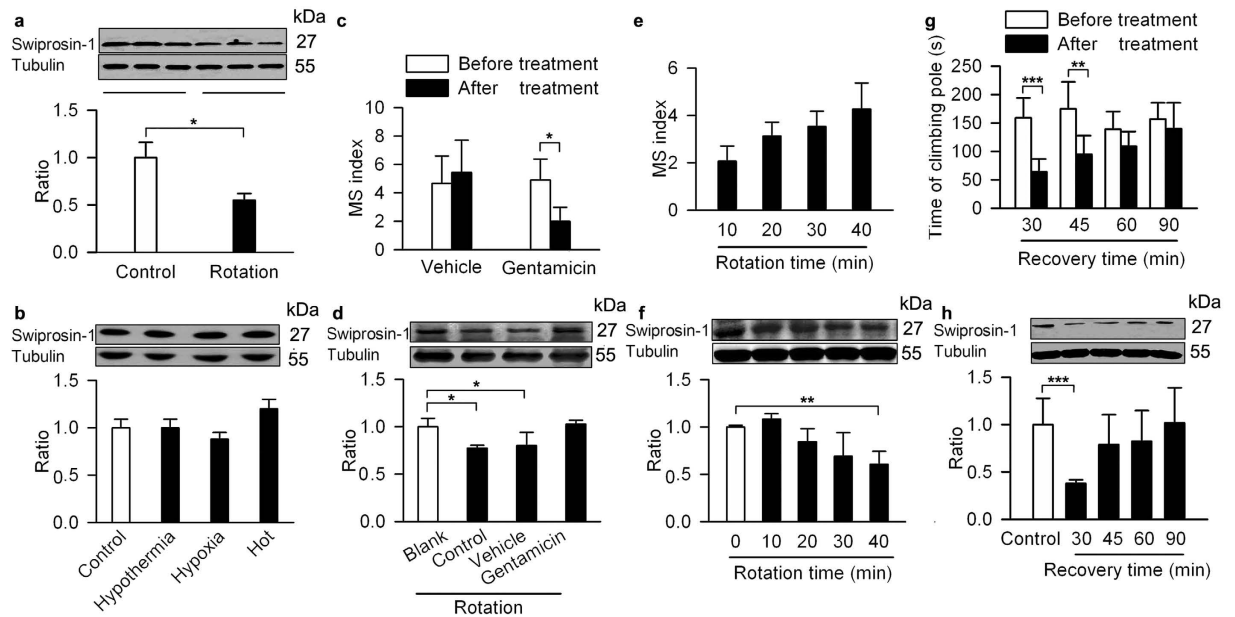 a
kDa
Swiprosin-1
27
Tubulin
55
1.5
*
1.0
0.5
0.0
Ratio
Control Rotation
b
kDa
Swiprosin-1
27
Tubulin
55
1.5
1.0
0.5
0.0
Ratio
Control Hypothermia Hypoxia Hot
c
Before treatment
After treatment
10
8
6
4
2
0
*
MS index
Vehicle Gentamicin
d
kDa
Swiprosin-1
27
Tubulin
55
1.5
*
*
1.0
0.5
0.0
Ratio
Blank Control Vehicle Gentamicin
Rotation
e
6
4
2
0
MS index
10 20 30 40
Rotation time (min)
f
kDa
Swiprosin-1
27
Tubulin
55
1.5
**
1.0
0.5
0.0
Ratio
0 10 20 30 40
Rotation time (min)
g
Before treatment
After treatment
250
200
150
100
50
0
*** **
Time of climbing pole (s)
30 45 60 90
Recovery time (min)
h
kDa
Swiprosin-1
27
Tubulin
55
1.5
***
1.0
0.5
0.0
Ratio
Control 30 45 60 90
Recovery time (min)